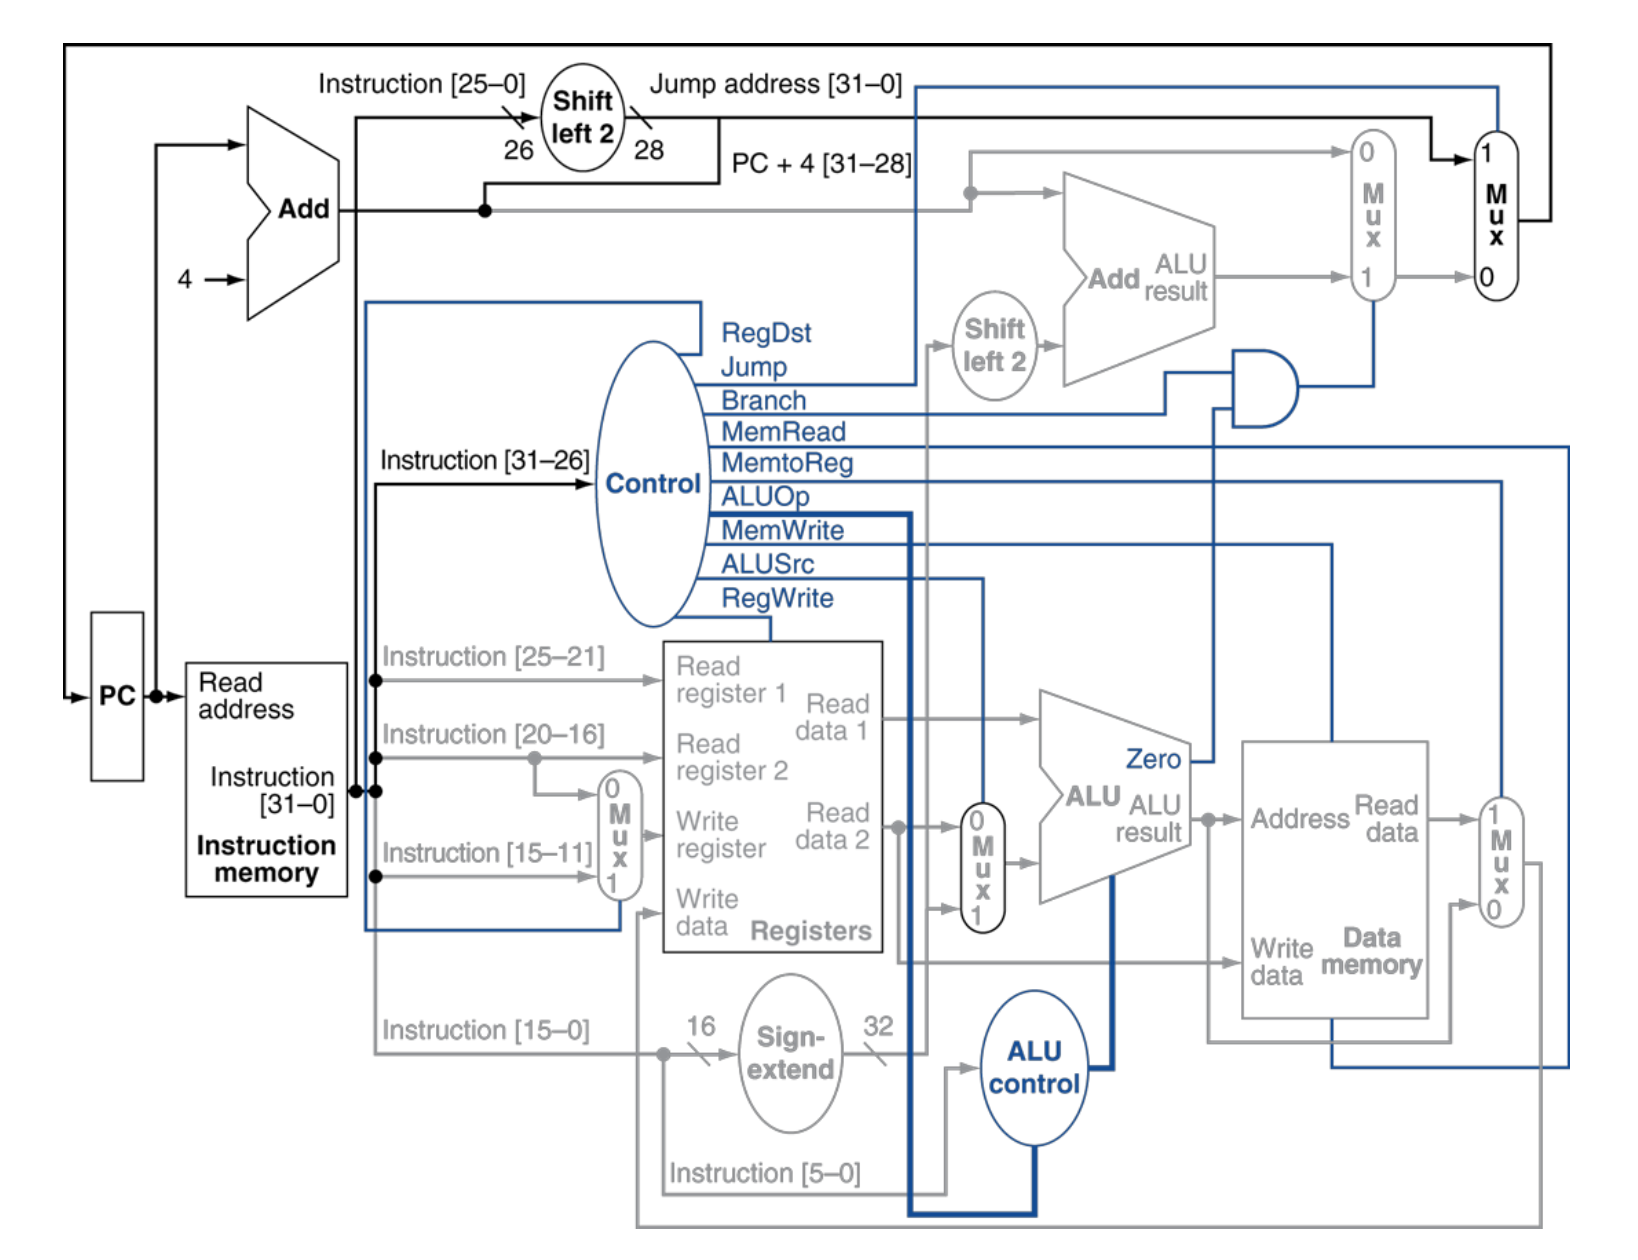 Instruction [25–0]
Shift
left 2
Jump address [31–0]
26
28
PC + 4 [31–28]
Add
4
0
M
u
x
1
1
M
u
x
0
Add
ALU
result
Shift
left 2
RegDst
Jump
Branch
MemRead
MemtoReg
ALUOp
MemWrite
ALUSrc
RegWrite
Instruction [31–26]
Control
PC
Read
address
Instruction
[31–0]
Instruction
memory
Instruction [25–21]
Instruction [20–16]
Instruction [15–11]
0
M
u
x
1
Read
register 1
Read
register 2
Write
register
Write
data
Read
data 1
Read
data 2
Registers
0
M
u
x
1
Zero
ALU
ALU
result
Address
Read
data
Write
data
Data
memory
1
M
u
x
0
Instruction [15–0]
16
Sign-
extend
32
ALU
control
Instruction [5–0]